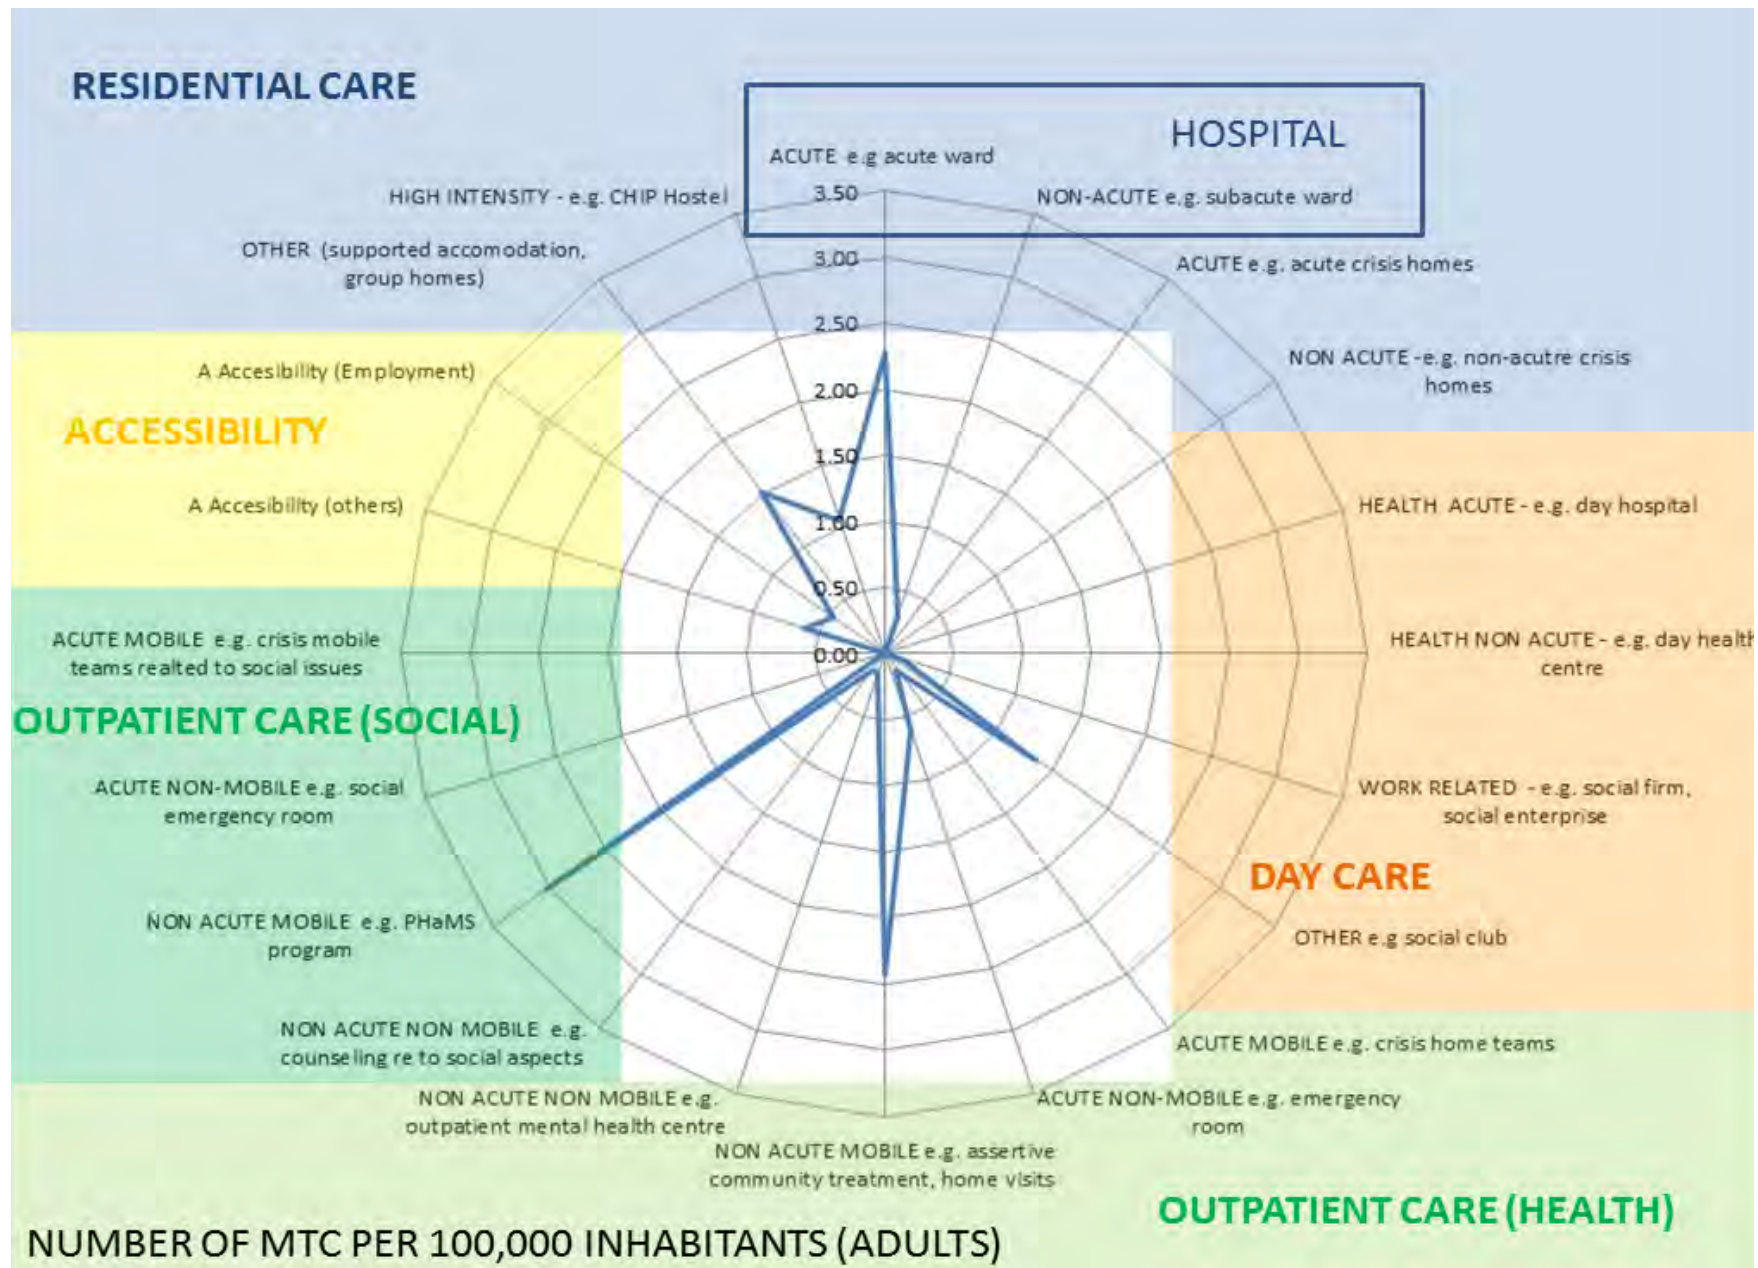 RESIDENTIAL CARE
HOSPITAL
ACUTE e.g acute ward
HIGH INTENSITY - e.g. CHIP Hostel
NON-ACUTE e.g. subacute ward
OTHER (supported accomodation,
group homes)
ACUTE e.g. acute crisis homes
NON ACUTE -e.g. non-acutre crisis
homes
3.50
3.00
2.50
2.00
1.50
1.00
0.50
0.00
A Accesibility (Employment)
ACCESSIBILITY
A Accesibility (others)
HEALTH ACUTE - e.g. day hospital
ACUTE MOBILE e.g. crisis mobile
teams realted to social issues
HEALTH NON ACUTE - e.g. day health
centre
OUTPATIENT CARE (SOCIAL)
ACUTE NON-MOBILE e.g. social
emergency room
WORK RELATED - e.g. social firm,
social enterprise
DAY CARE
NON ACUTE MOBILE e.g. PHaMS
program
OTHER e.g social club
NON ACUTE NON MOBILE e.g.
counseling re to social aspects
ACUTE MOBILE e.g. crisis home teams
NON ACUTE NON MOBILE e.g.
outpatient mental health centre
ACUTE NON-MOBILE e.g. emergency
room
NON ACUTE MOBILE e.g. assertive
community treatment, home visits
OUTPATIENT CARE (HEALTH)
NUMBER OF MTC PER 100,000 INHABITANTS (ADULTS)